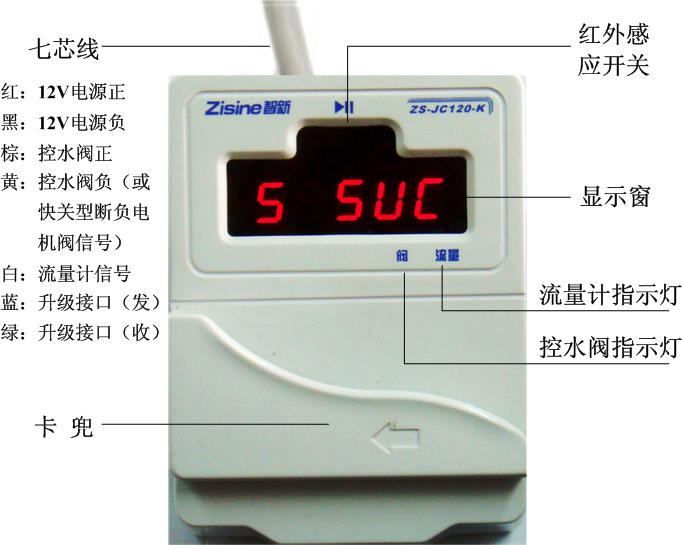 七芯线
红外感
应开关
红：12V电源正
黑：12V电源负
棕：控水阀正
黄：控水阀负（或
快关型断负电
机阀信号）
白：流量计信号
蓝：升级接口（发）
绿：升级接口（收）
Zisine智新
ZS-JC120-K
S SUC
显示窗
阀 流量
流量计指示灯
控水阀指示灯
卡 兜